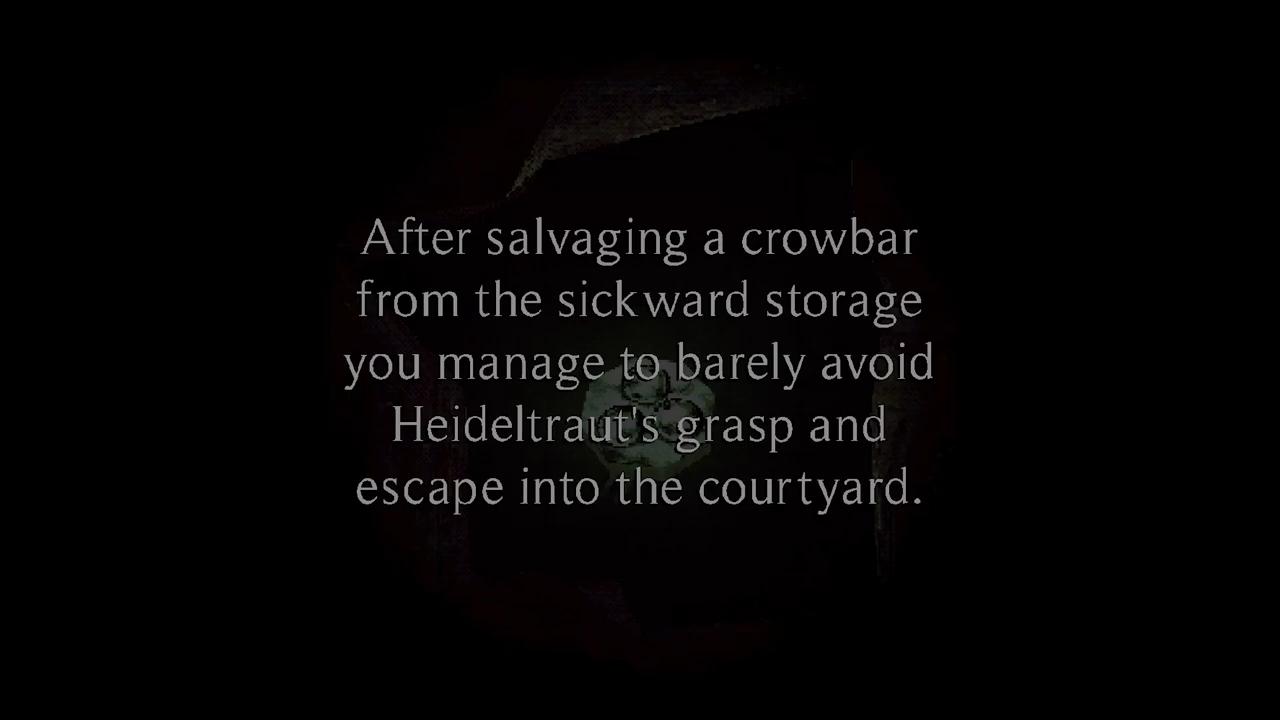 After salvaging a crowbar
from the sickward storage
you manage to barely avoid
Heideltraut's grasp and
escape into the courtyard.